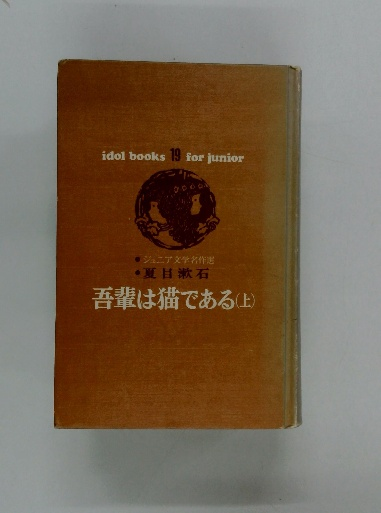 idol books 19 for junior
● ジュニア文学名作選
● 夏目漱石
吾輩は猫である(上)